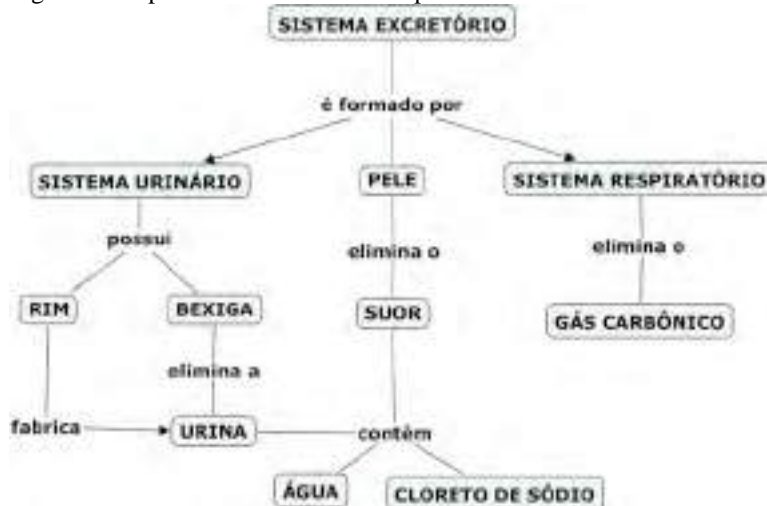 SISTEMA EXCRETÓRIO
é formado por
SISTEMA URINÁRIO
PELE
SISTEMA RESPIRATÓRIO
possui
elimina o
elimina o
RIM
BEXIGA
SUOR
GÁS CARBÔNICO
elimina a
fabrica
URINA
contêm
ÁGUA
CLORETO DE SÓDIO